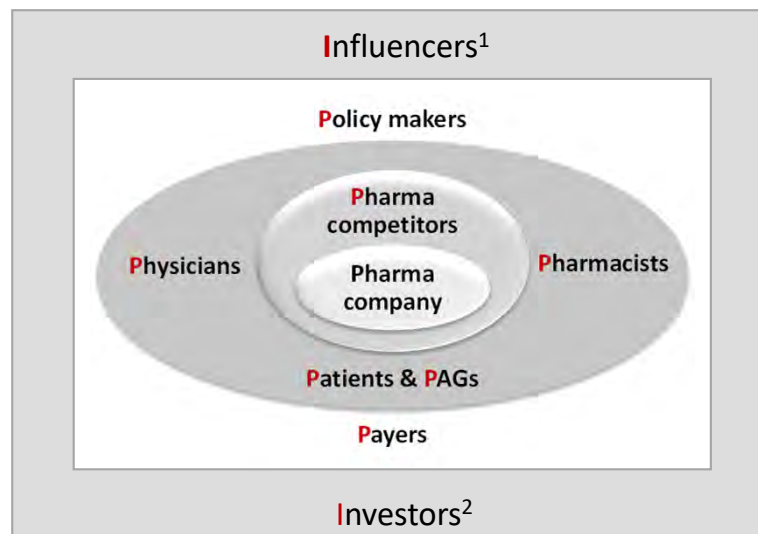 Influencers¹
Policy makers
Pharma
competitors
Physicians
Pharmacists
Pharma
company
Patients & PAGs
Payers
Investors²